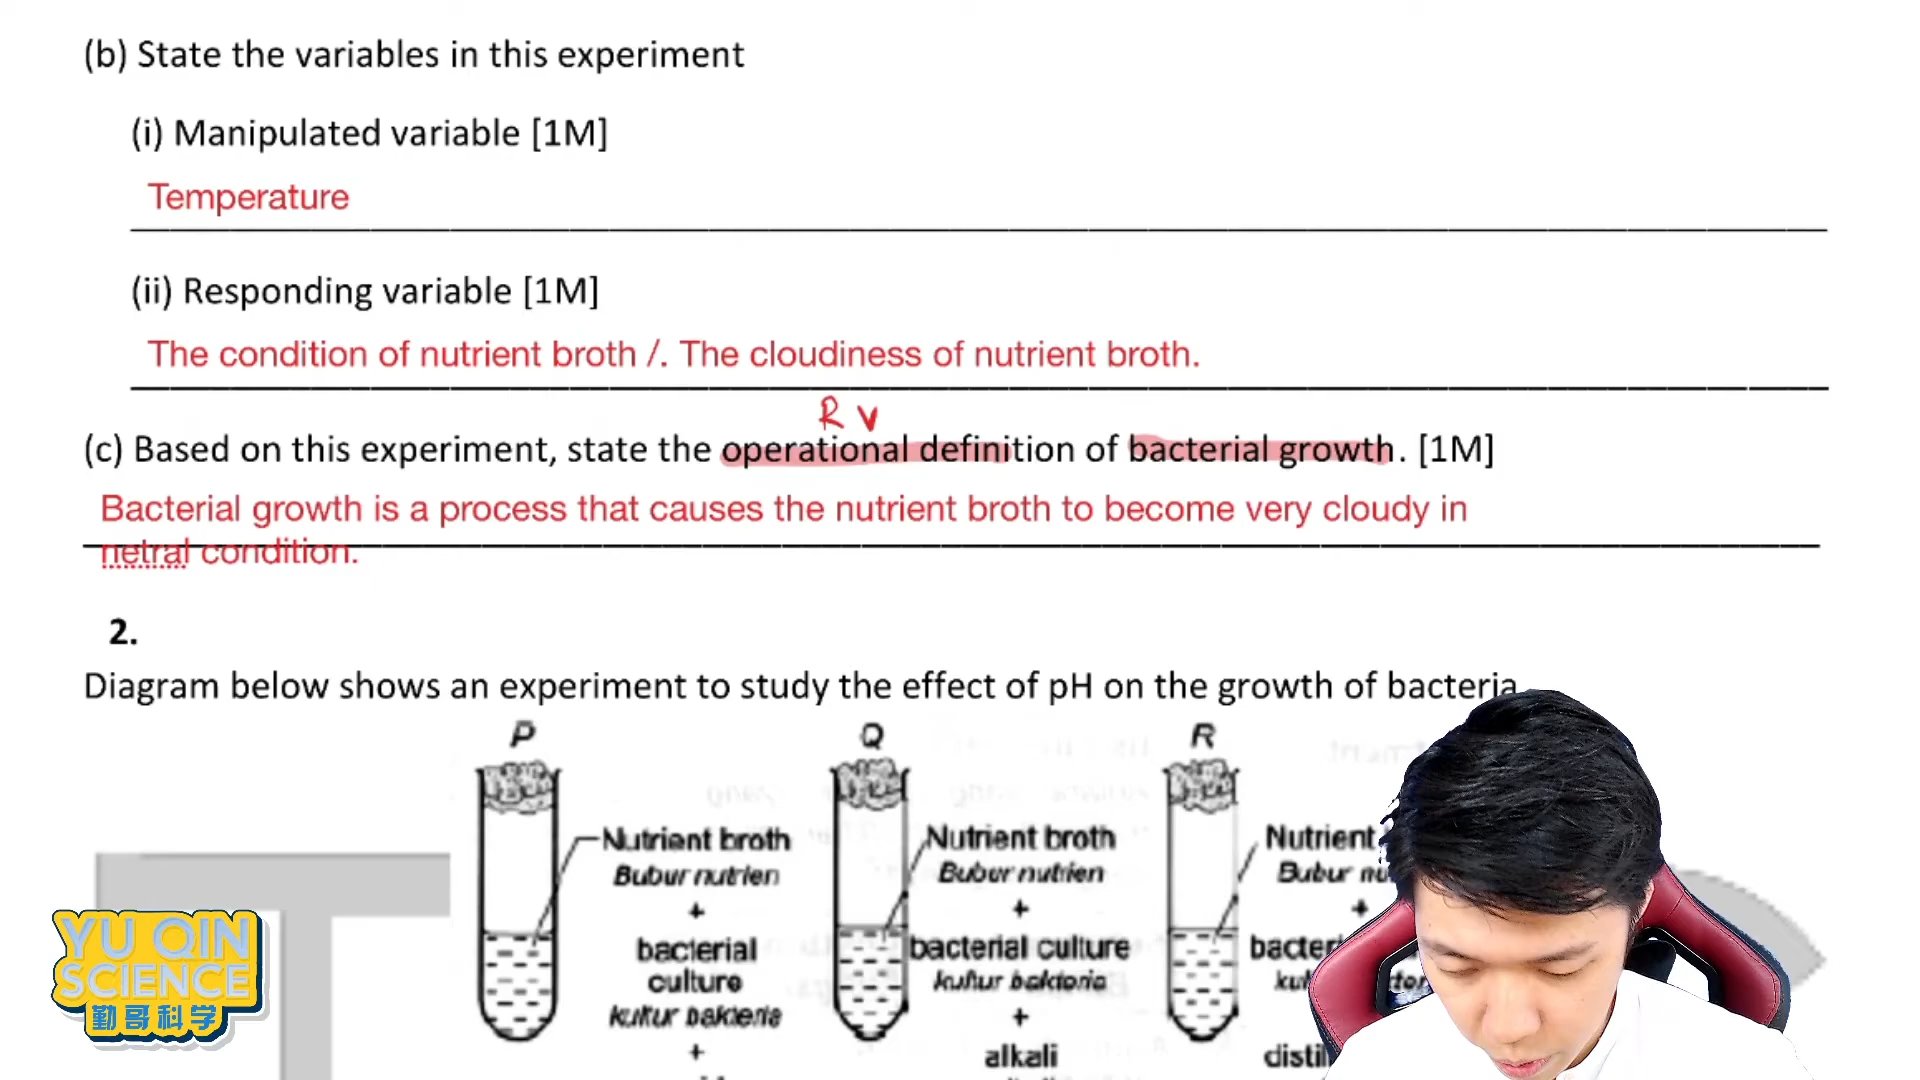 (b) State the variables in this experiment
(i) Manipulated variable [1M]
Temperature
(ii) Responding variable [1M]
The condition of nutrient broth /. The cloudiness of nutrient broth.
R V
(c) Based on this experiment, state the operational definition of bacterial growth. [1M]
Bacterial growth is a process that causes the nutrient broth to become very cloudy in
netral condition.
2.
Diagram below shows an experiment to study the effect of pH on the growth of bacteria
P Q R
Nutrient broth
Bubur nutrien
+
bacterial
culture
kultur bakteria
+
Nutrient broth
Bubur nutrien
+
bacterial culture
kultur bakteria
+
alkali
Nutrient
Bubur
+
YU QIN
SCIENCE
勤哥科学